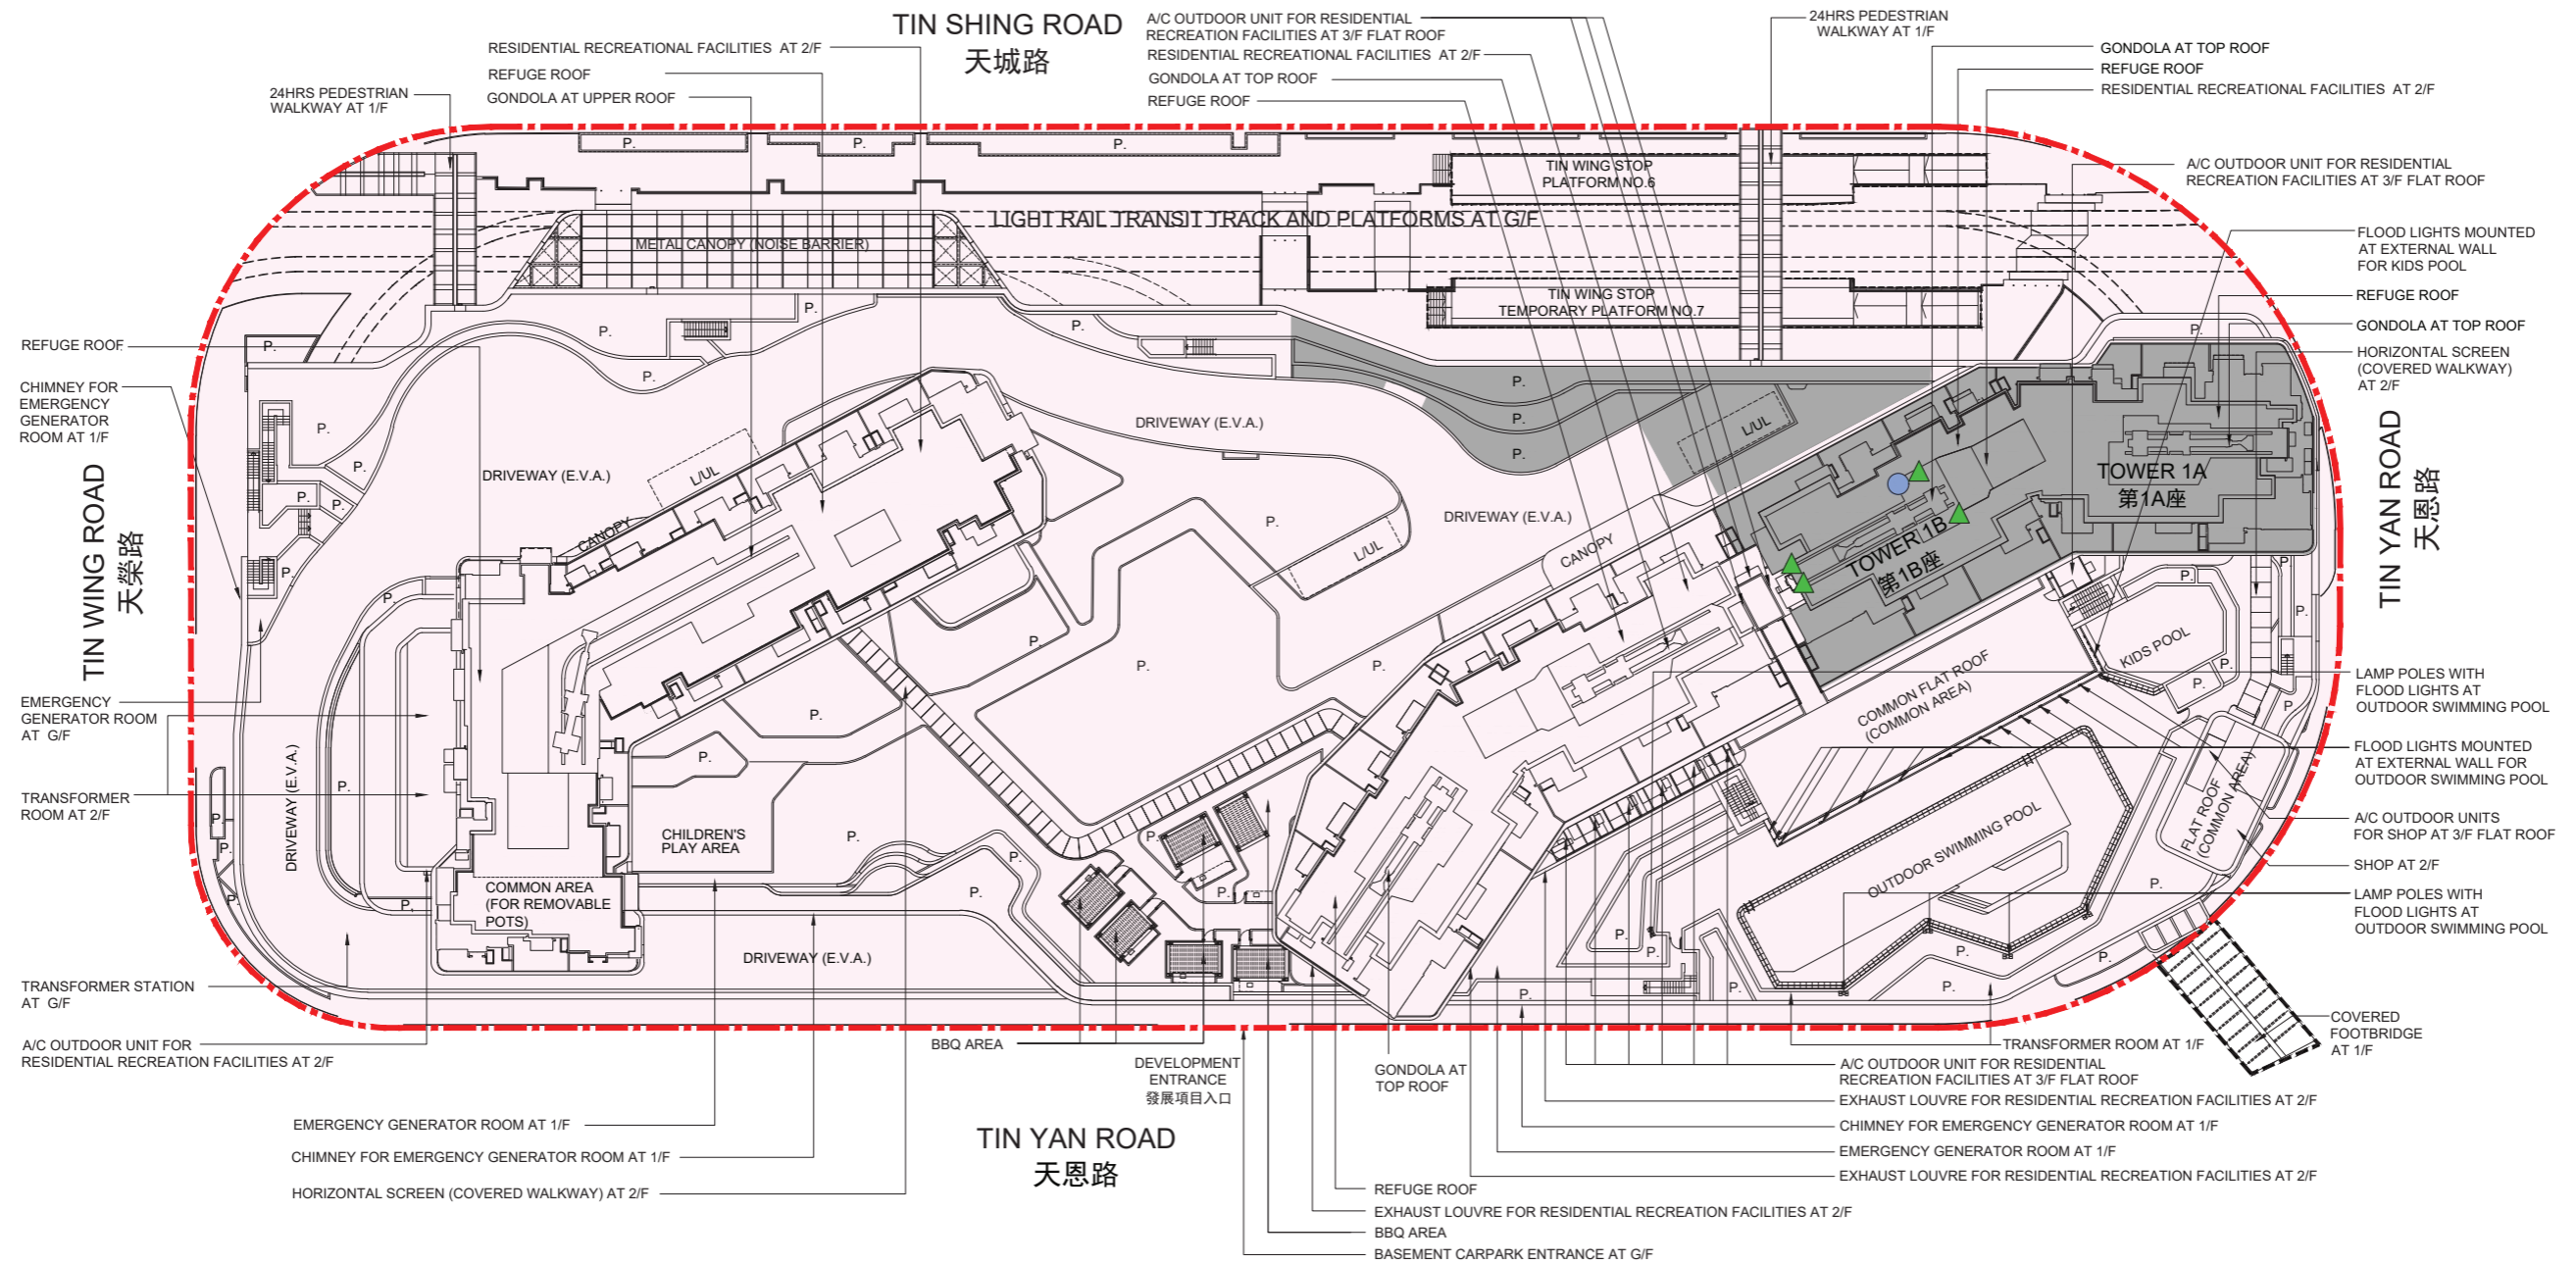 TIN SHING ROAD
天城路
RESIDENTIAL RECREATIONAL FACILITIES AT 2/F
REFUGE ROOF
GONDOLA AT UPPER ROOF
24HRS PEDESTRIAN
WALKWAY AT 1/F
A/C OUTDOOR UNIT FOR RESIDENTIAL
RECREATION FACILITIES AT 3/F FLAT ROOF
RESIDENTIAL RECREATIONAL FACILITIES AT 2/F
GONDOLA AT TOP ROOF
REFUGE ROOF
24HRS PEDESTRIAN
WALKWAY AT 1/F
GONDOLA AT TOP ROOF
REFUGE ROOF
RESIDENTIAL RECREATIONAL FACILITIES AT 2/F
A/C OUTDOOR UNIT FOR RESIDENTIAL
RECREATION FACILITIES AT 3/F FLAT ROOF
FLOOD LIGHTS MOUNTED
AT EXTERNAL WALL
FOR KIDS POOL
REFUGE ROOF
GONDOLA AT TOP ROOF
HORIZONTAL SCREEN
(COVERED WALKWAY)
AT 2/F
TIN YAN ROAD
天恩路
LAMP POLES WITH
FLOOD LIGHTS AT
OUTDOOR SWIMMING POOL
FLOOD LIGHTS MOUNTED
AT EXTERNAL WALL FOR
OUTDOOR SWIMMING POOL
A/C OUTDOOR UNITS
FOR SHOP AT 3/F FLAT ROOF
SHOP AT 2/F
LAMP POLES WITH
FLOOD LIGHTS AT
OUTDOOR SWIMMING POOL
COVERED
FOOTBRIDGE
AT 1/F
REFUGE ROOF
CHIMNEY FOR
EMERGENCY
GENERATOR
ROOM AT 1/F
TIN WING ROAD
天榮路
EMERGENCY
GENERATOR ROOM
AT G/F
TRANSFORMER
ROOM AT 2/F
TRANSFORMER STATION
AT G/F
A/C OUTDOOR UNIT FOR
RESIDENTIAL RECREATION FACILITIES AT 2/F
P.
P.
P.
TIN WING STOP
PLATFORM NO.6
LIGHT RAIL TRANSIT TRACK AND PLATFORMS AT G/F
METAL CANOPY (NOISE BARRIER)
TIN WING STOP
TEMPORARY PLATFORM NO.7
P.
P.
P.
P.
P.
P.
P.
P.
P.
DRIVEWAY (E.V.A.)
L/UL
TOWER 1A
第1A座
TOWER 1B
第1B座
P.
P.
P.
P.
P.
DRIVEWAY (E.V.A.)
L/UL
CANOPY
P.
DRIVEWAY (E.V.A.)
L/UL
CANOPY
P.
P.
P.
P.
P.
P.
P.
P.
KIDS POOL
P.
P.
P.
COMMON FLAT ROOF
(COMMON AREA)
P.
P.
DRIVEWAY (E.V.A.)
P.
CHILDREN'S
PLAY AREA
P.
P.
P.
P.
P.
P.
FLAT ROOF
(COMMON AREA)
OUTDOOR SWIMMING POOL
P.
P.
P.
COMMON AREA
(FOR REMOVABLE
POTS)
P.
P.
DRIVEWAY (E.V.A.)
P.
P.
P.
P.
P.
P.
P.
BBQ AREA
DEVELOPMENT
ENTRANCE
發展項目入口
GONDOLA AT
TOP ROOF
TRANSFORMER ROOM AT 1/F
A/C OUTDOOR UNIT FOR RESIDENTIAL
RECREATION FACILITIES AT 3/F FLAT ROOF
EXHAUST LOUVRE FOR RESIDENTIAL RECREATION FACILITIES AT 2/F
CHIMNEY FOR EMERGENCY GENERATOR ROOM AT 1/F
EMERGENCY GENERATOR ROOM AT 1/F
EXHAUST LOUVRE FOR RESIDENTIAL RECREATION FACILITIES AT 2/F
EMERGENCY GENERATOR ROOM AT 1/F
CHIMNEY FOR EMERGENCY GENERATOR ROOM AT 1/F
HORIZONTAL SCREEN (COVERED WALKWAY) AT 2/F
TIN YAN ROAD
天恩路
REFUGE ROOF
EXHAUST LOUVRE FOR RESIDENTIAL RECREATION FACILITIES AT 2/F
BBQ AREA
BASEMENT CARPARK ENTRANCE AT G/F